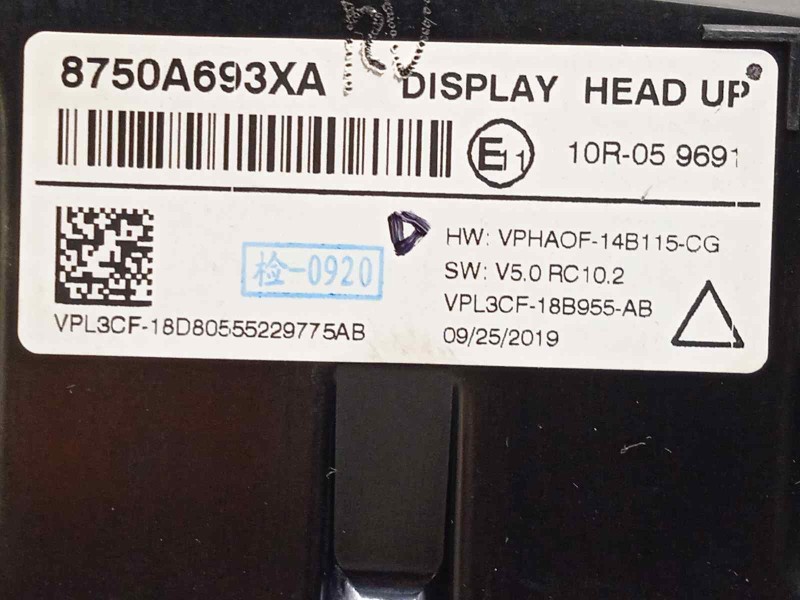 8750A693XA DISPLAY HEAD UP
E11 10R-05 9691
HW: VPHAOF-14B115-CG
检-0920
SW: V5.0 RC10.2
VPL3CF-18B955-AB
VPL3CF-18D80555229775AB
09/25/2019